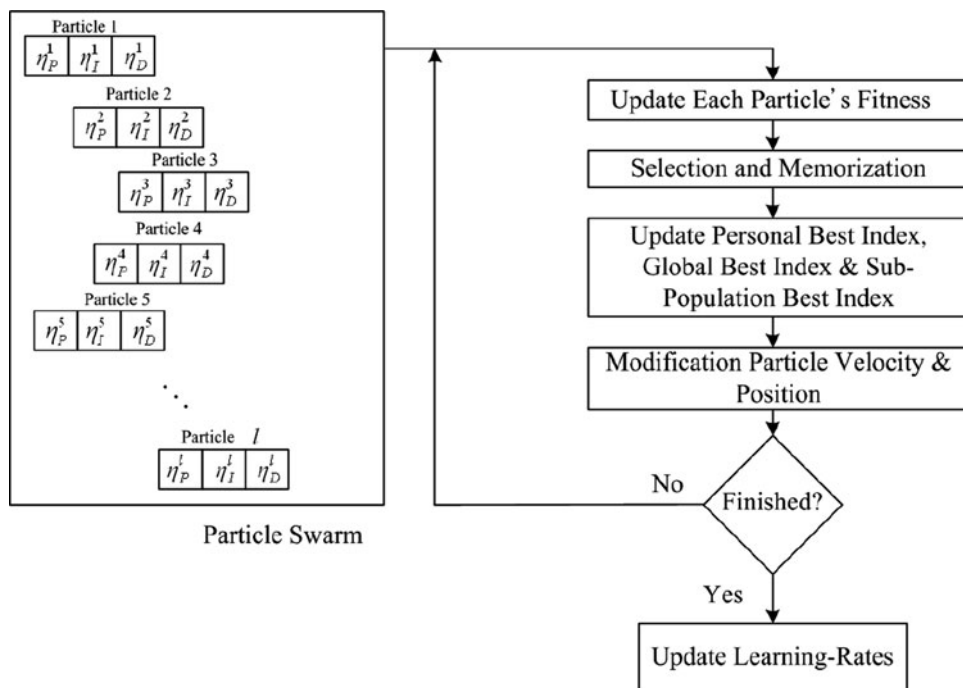 Particle 1
η_P^1 η_I^1 η_D^1
Particle 2
η_P^2 η_I^2 η_D^2
Particle 3
η_P^3 η_I^3 η_D^3
Particle 4
η_P^4 η_I^4 η_D^4
Particle 5
η_P^5 η_I^5 η_D^5
Particle l
η_P^l η_I^l η_D^l
Particle Swarm
Update Each Particle's Fitness
Selection and Memorization
Update Personal Best Index,
Global Best Index & Sub-
Population Best Index
Modification Particle Velocity &
Position
No
Finished?
Yes
Update Learning-Rates